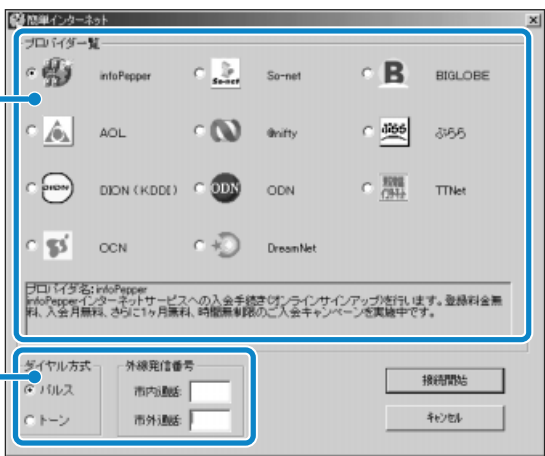 簡単インターネット
プロバイダ一覧
infoPepper So-net So-net B BIGLOBE
AOL @nifty ぷらら ぷらら
DION DION (KDDI) ODN ODN TTNet
OCN DreamNet
プロバイダ名: infoPepper
infoPepperインターネットサービスへの入会手続き(オンラインサインアップ)を行います。登録料金無
料、入会月無料、さらに1ヶ月無料、時間無制限のご入会キャンペーンを実施中です。
ダイヤル方式 外線発信番号
パルス 市内通話:
トーン 市外通話:
接続開始
キャンセル